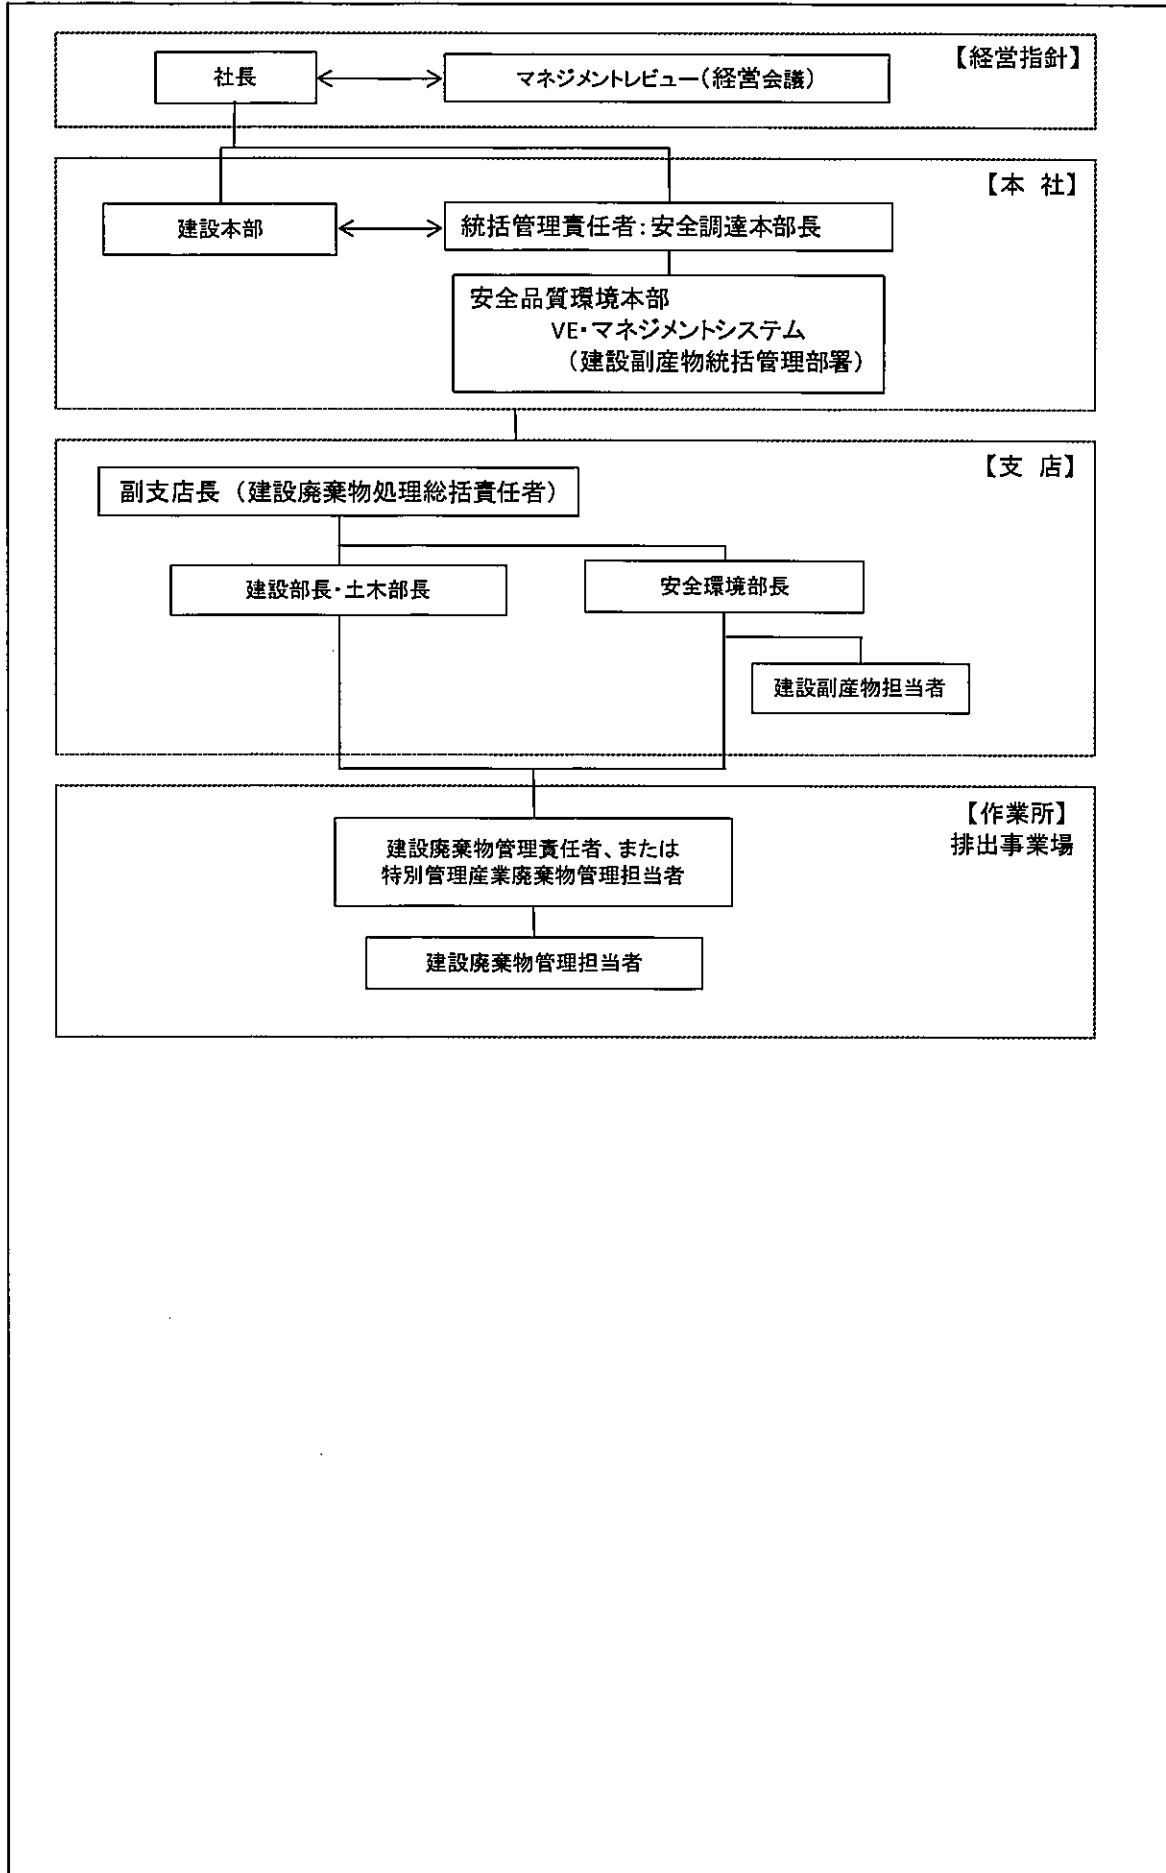 【経営指針】
社長
マネジメントレビュー(経営会議)
【本 社】
建設本部
統括管理責任者:安全調達本部長
安全品質環境本部
VE・マネジメントシステム
(建設副産物統括管理部署)
【支 店】
副支店長 (建設廃棄物処理総括責任者)
建設部長・土木部長
安全環境部長
建設副産物担当者
【作業所】
排出事業場
建設廃棄物管理責任者、または
特別管理産業廃棄物管理担当者
建設廃棄物管理担当者